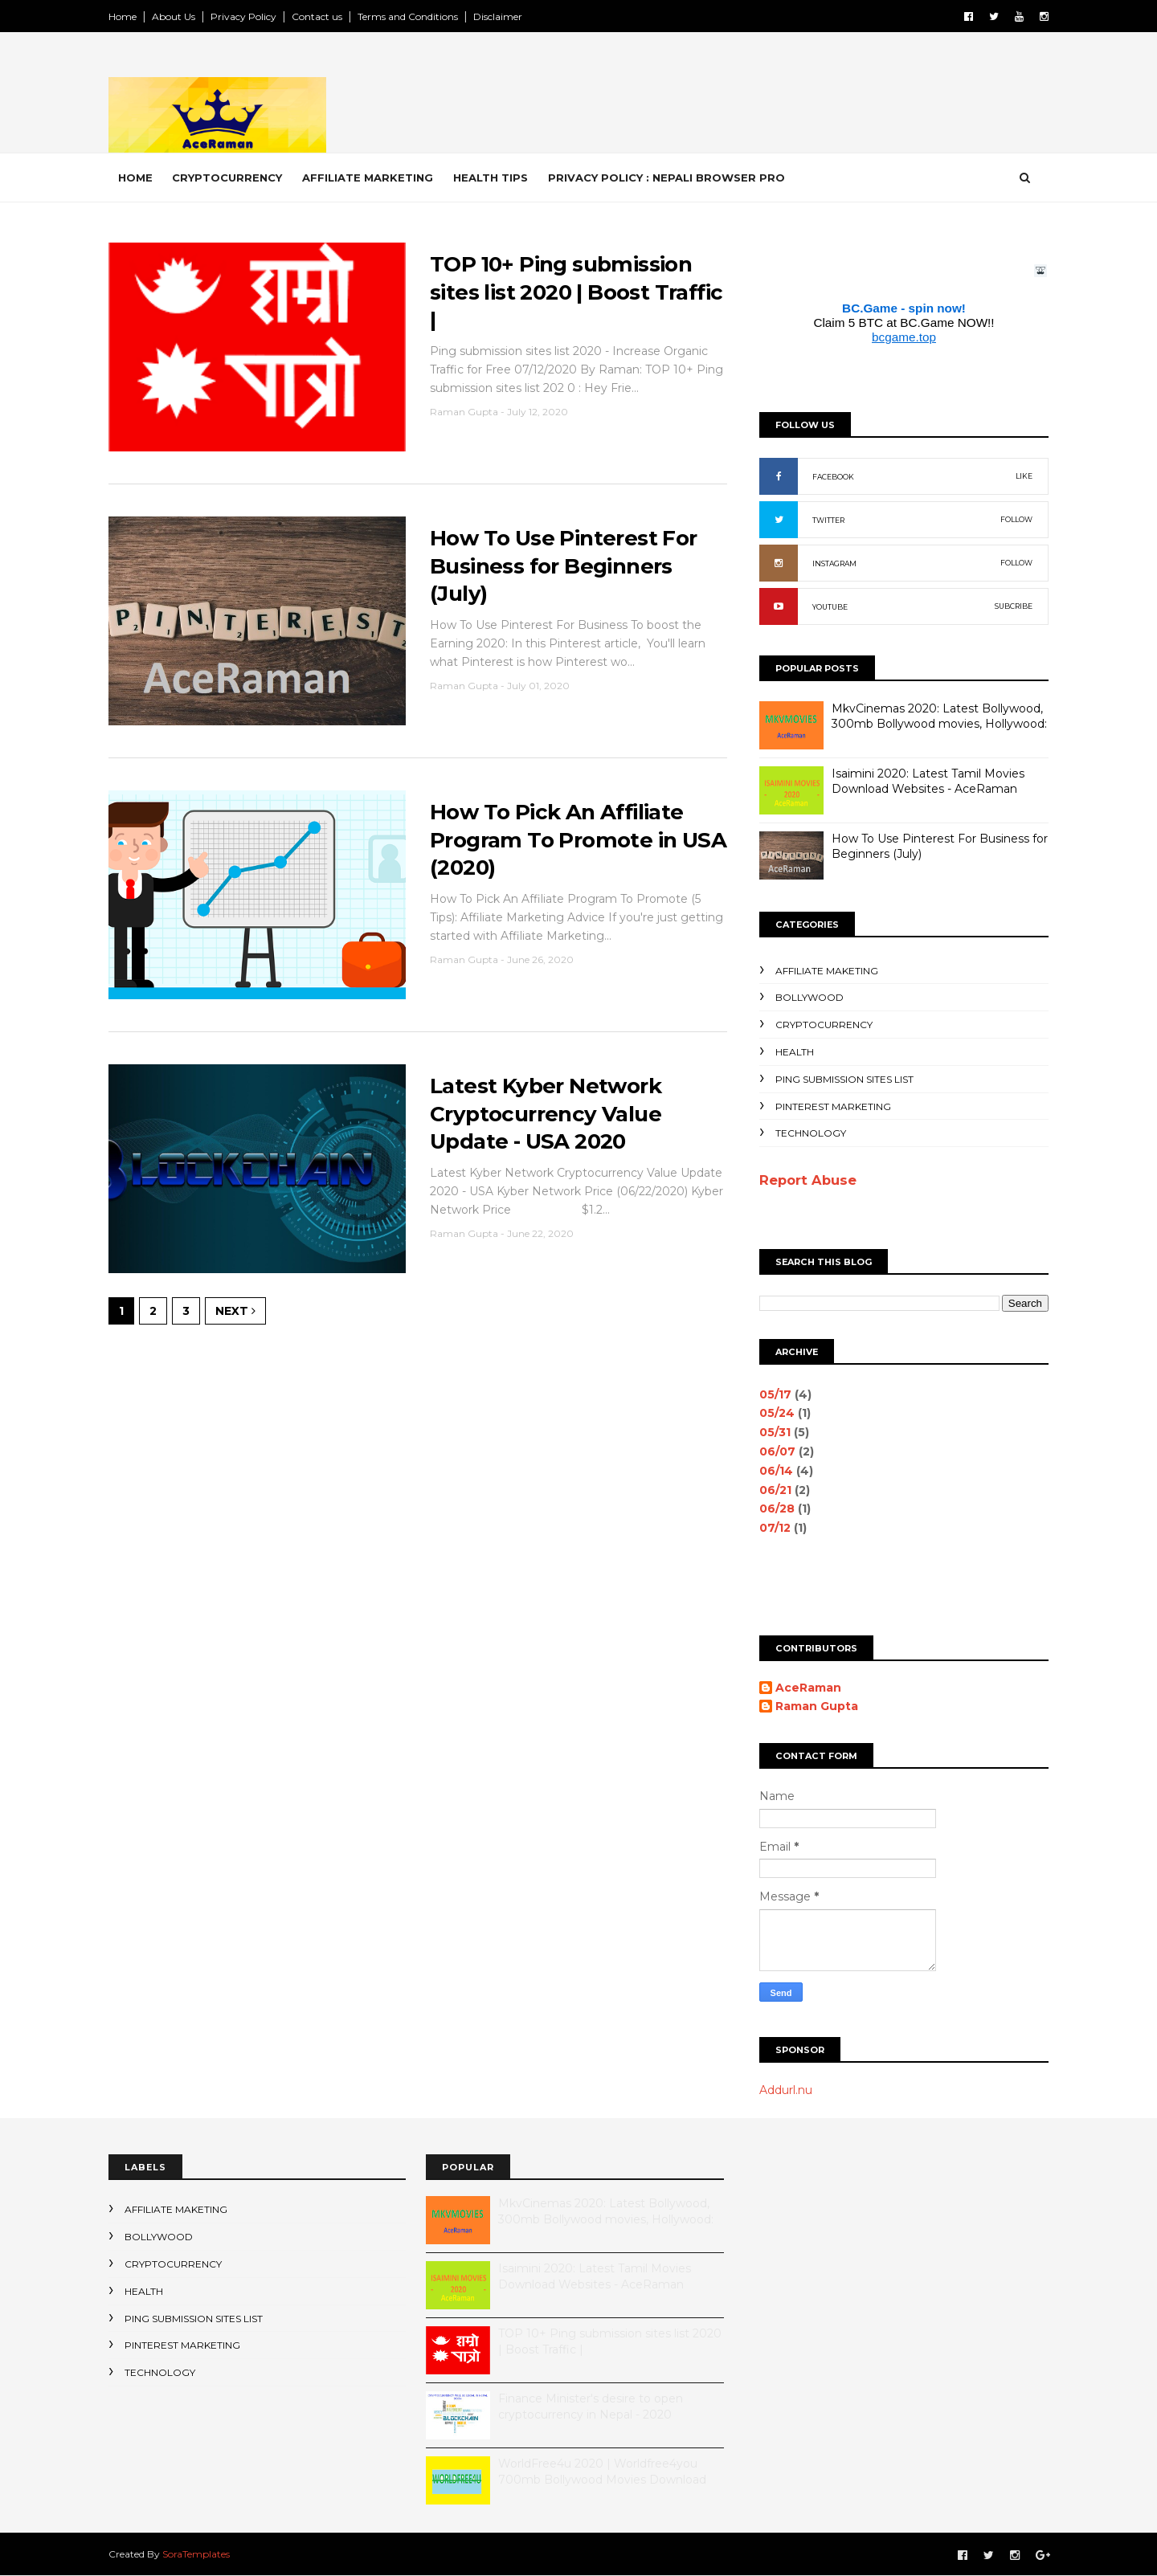 Home
About Us
Privacy Policy
Contact us
Terms and Conditions
Disclaimer
AceRaman
HOME
CRYPTOCURRENCY
AFFILIATE MARKETING
HEALTH TIPS
PRIVACY POLICY : NEPALI BROWSER PRO
हाम्रो
पात्रो
TOP 10+ Ping submission
sites list 2020 | Boost Traffic
|
Ping submission sites list 2020 - Increase Organic
Traffic for Free 07/12/2020 By Raman: TOP 10+ Ping
submission sites list 202 0 : Hey Frie...
Raman Gupta - July 12, 2020
PINTEREST
AceRaman
How To Use Pinterest For
Business for Beginners
(July)
How To Use Pinterest For Business To boost the
Earning 2020: In this Pinterest article, You'll learn
what Pinterest is how Pinterest wo...
Raman Gupta - July 01, 2020
How To Pick An Affiliate
Program To Promote in USA
(2020)
How To Pick An Affiliate Program To Promote (5
Tips): Affiliate Marketing Advice If you're just getting
started with Affiliate Marketing...
Raman Gupta - June 26, 2020
BLOCKCHAIN
Latest Kyber Network
Cryptocurrency Value
Update - USA 2020
Latest Kyber Network Cryptocurrency Value Update
2020 - USA Kyber Network Price (06/22/2020) Kyber
Network Price $1.2...
Raman Gupta - June 22, 2020
1
2
3
NEXT
BC.Game - spin now!
Claim 5 BTC at BC.Game NOW!!
bcgame.top
FOLLOW US
FACEBOOK LIKE
TWITTER FOLLOW
INSTAGRAM FOLLOW
YOUTUBE SUBCRIBE
POPULAR POSTS
MKVMOVIES
AceRaman
MkvCinemas 2020: Latest Bollywood,
300mb Bollywood movies, Hollywood:
ISAIMINI MOVIES
- 2020 -
AceRaman
Isaimini 2020: Latest Tamil Movies
Download Websites - AceRaman
AceRaman
How To Use Pinterest For Business for
Beginners (July)
CATEGORIES
AFFILIATE MAKETING
BOLLYWOOD
CRYPTOCURRENCY
HEALTH
PING SUBMISSION SITES LIST
PINTEREST MARKETING
TECHNOLOGY
Report Abuse
SEARCH THIS BLOG
Search
ARCHIVE
05/17 (4)
05/24 (1)
05/31 (5)
06/07 (2)
06/14 (4)
06/21 (2)
06/28 (1)
07/12 (1)
CONTRIBUTORS
AceRaman
Raman Gupta
CONTACT FORM
Name
Email *
Message *
Send
SPONSOR
Addurl.nu
LABELS
AFFILIATE MAKETING
BOLLYWOOD
CRYPTOCURRENCY
HEALTH
PING SUBMISSION SITES LIST
PINTEREST MARKETING
TECHNOLOGY
POPULAR
MKVMOVIES
AceRaman
MkvCinemas 2020: Latest Bollywood,
300mb Bollywood movies, Hollywood:
ISAIMINI MOVIES
- 2020 -
AceRaman
Isaimini 2020: Latest Tamil Movies
Download Websites - AceRaman
हाम्रो
पात्रो
TOP 10+ Ping submission sites list 2020
| Boost Traffic |
BLOCKCHAIN
Finance Minister's desire to open
cryptocurrency in Nepal - 2020
WORLDFREE4U
WorldFree4u 2020 | Worldfree4you
700mb Bollywood Movies Download
Created By SoraTemplates